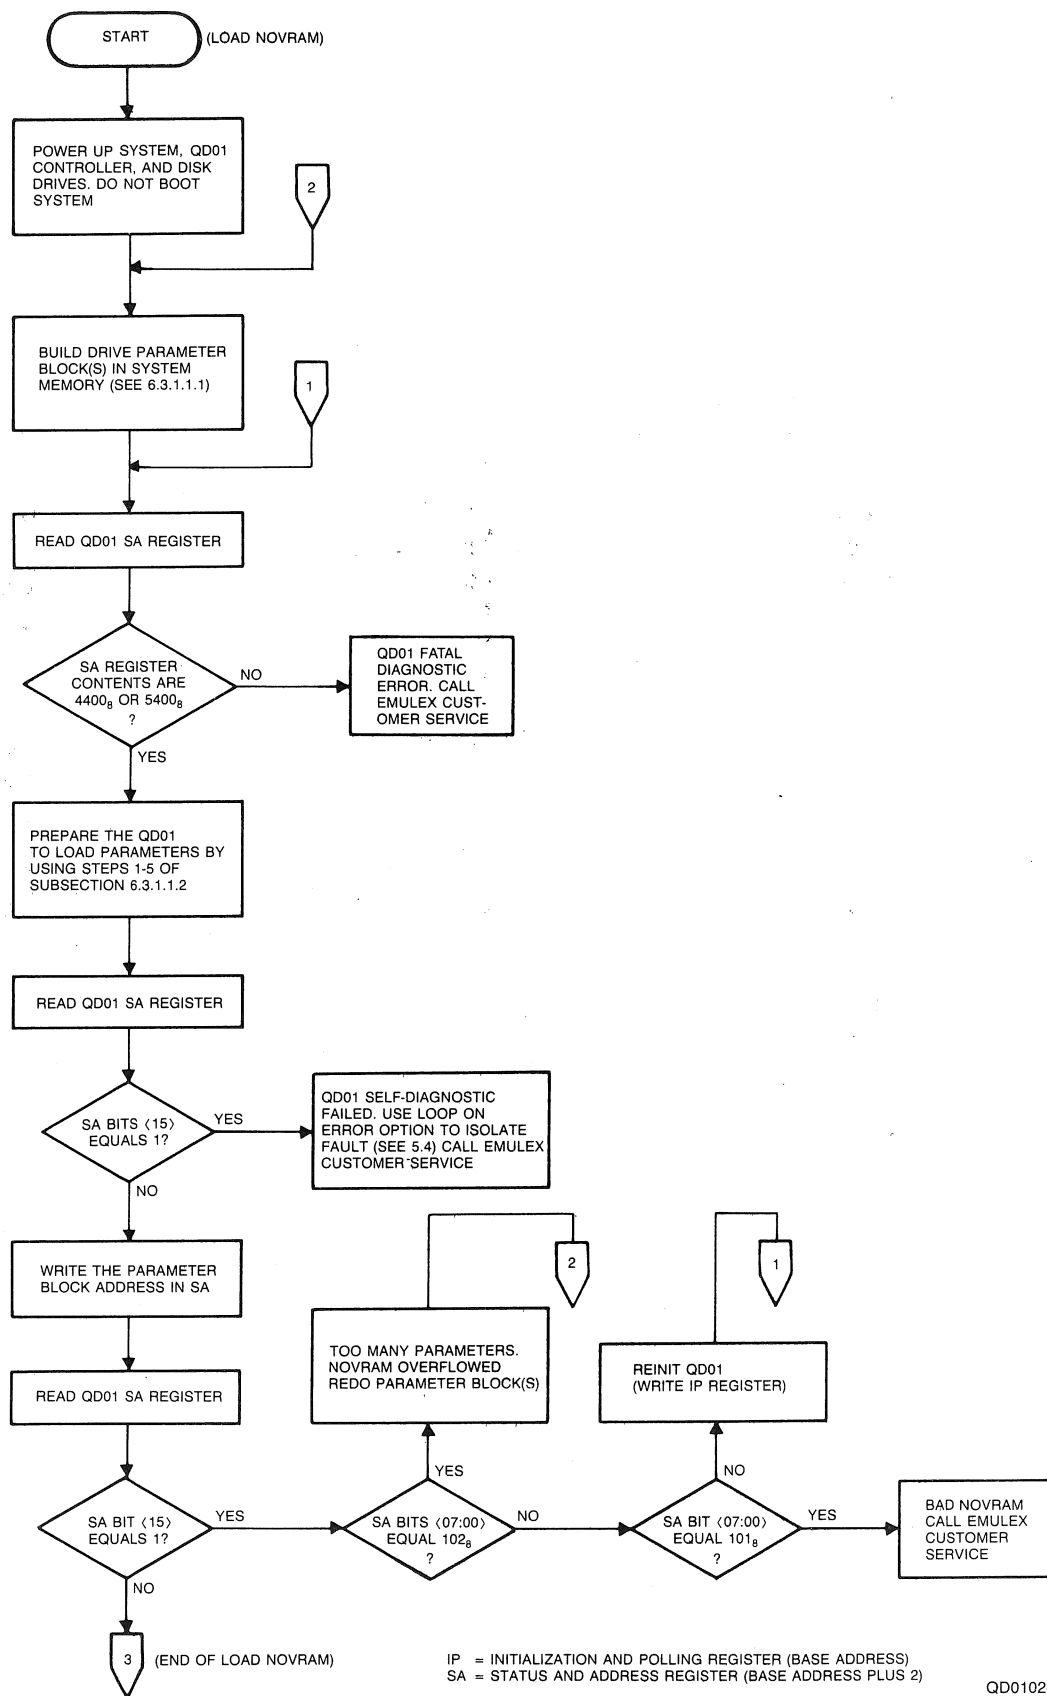 START (LOAD NOVRAM)
POWER UP SYSTEM, QD01
CONTROLLER, AND DISK
DRIVES. DO NOT BOOT
SYSTEM
2
BUILD DRIVE PARAMETER
BLOCK(S) IN SYSTEM
MEMORY (SEE 6.3.1.1.1)
1
READ QD01 SA REGISTER
SA REGISTER
CONTENTS ARE
4400₈ OR 5400₈
?
NO
YES
QD01 FATAL
DIAGNOSTIC
ERROR. CALL
EMULEX CUST-
OMER SERVICE
PREPARE THE QD01
TO LOAD PARAMETERS BY
USING STEPS 1-5 OF
SUBSECTION 6.3.1.1.2
READ QD01 SA REGISTER
SA BITS ⟨15⟩
EQUALS 1?
YES
NO
QD01 SELF-DIAGNOSTIC
FAILED. USE LOOP ON
ERROR OPTION TO ISOLATE
FAULT (SEE 5.4) CALL EMULEX
CUSTOMER SERVICE
WRITE THE PARAMETER
BLOCK ADDRESS IN SA
2
1
TOO MANY PARAMETERS.
NOVRAM OVERFLOWED
REDO PARAMETER BLOCK(S)
REINIT QD01
(WRITE IP REGISTER)
READ QD01 SA REGISTER
SA BIT ⟨15⟩
EQUALS 1?
YES
NO
SA BITS ⟨07:00⟩
EQUAL 102₈
?
YES
NO
SA BIT ⟨07:00⟩
EQUAL 101₈
?
NO
YES
BAD NOVRAM
CALL EMULEX
CUSTOMER
SERVICE
3 (END OF LOAD NOVRAM)
IP = INITIALIZATION AND POLLING REGISTER (BASE ADDRESS)
SA = STATUS AND ADDRESS REGISTER (BASE ADDRESS PLUS 2)
QD0102